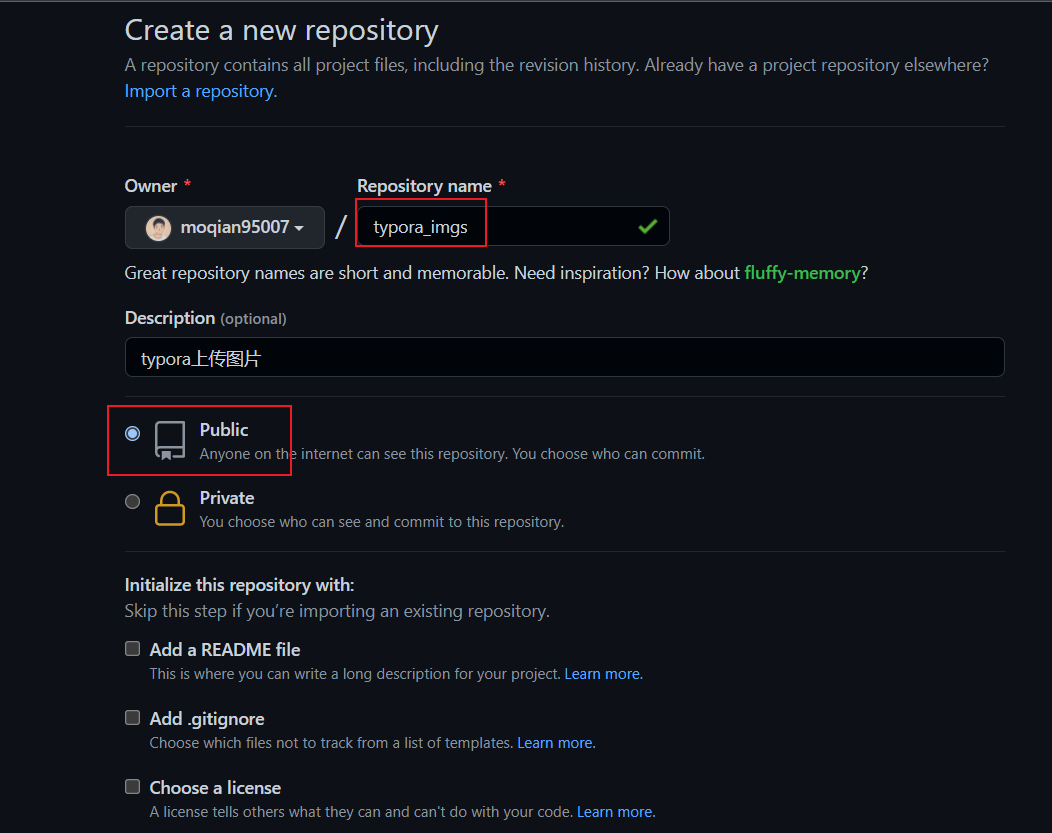 Create a new repository
A repository contains all project files, including the revision history. Already have a project repository elsewhere?
Import a repository.
Owner * Repository name *
moqian95007 / typora_imgs
Great repository names are short and memorable. Need inspiration? How about fluffy-memory?
Description (optional)
typora上传图片
Public
Anyone on the internet can see this repository. You choose who can commit.
Private
You choose who can see and commit to this repository.
Initialize this repository with:
Skip this step if you’re importing an existing repository.
Add a README file
This is where you can write a long description for your project. Learn more.
Add .gitignore
Choose which files not to track from a list of templates. Learn more.
Choose a license
A license tells others what they can and can't do with your code. Learn more.